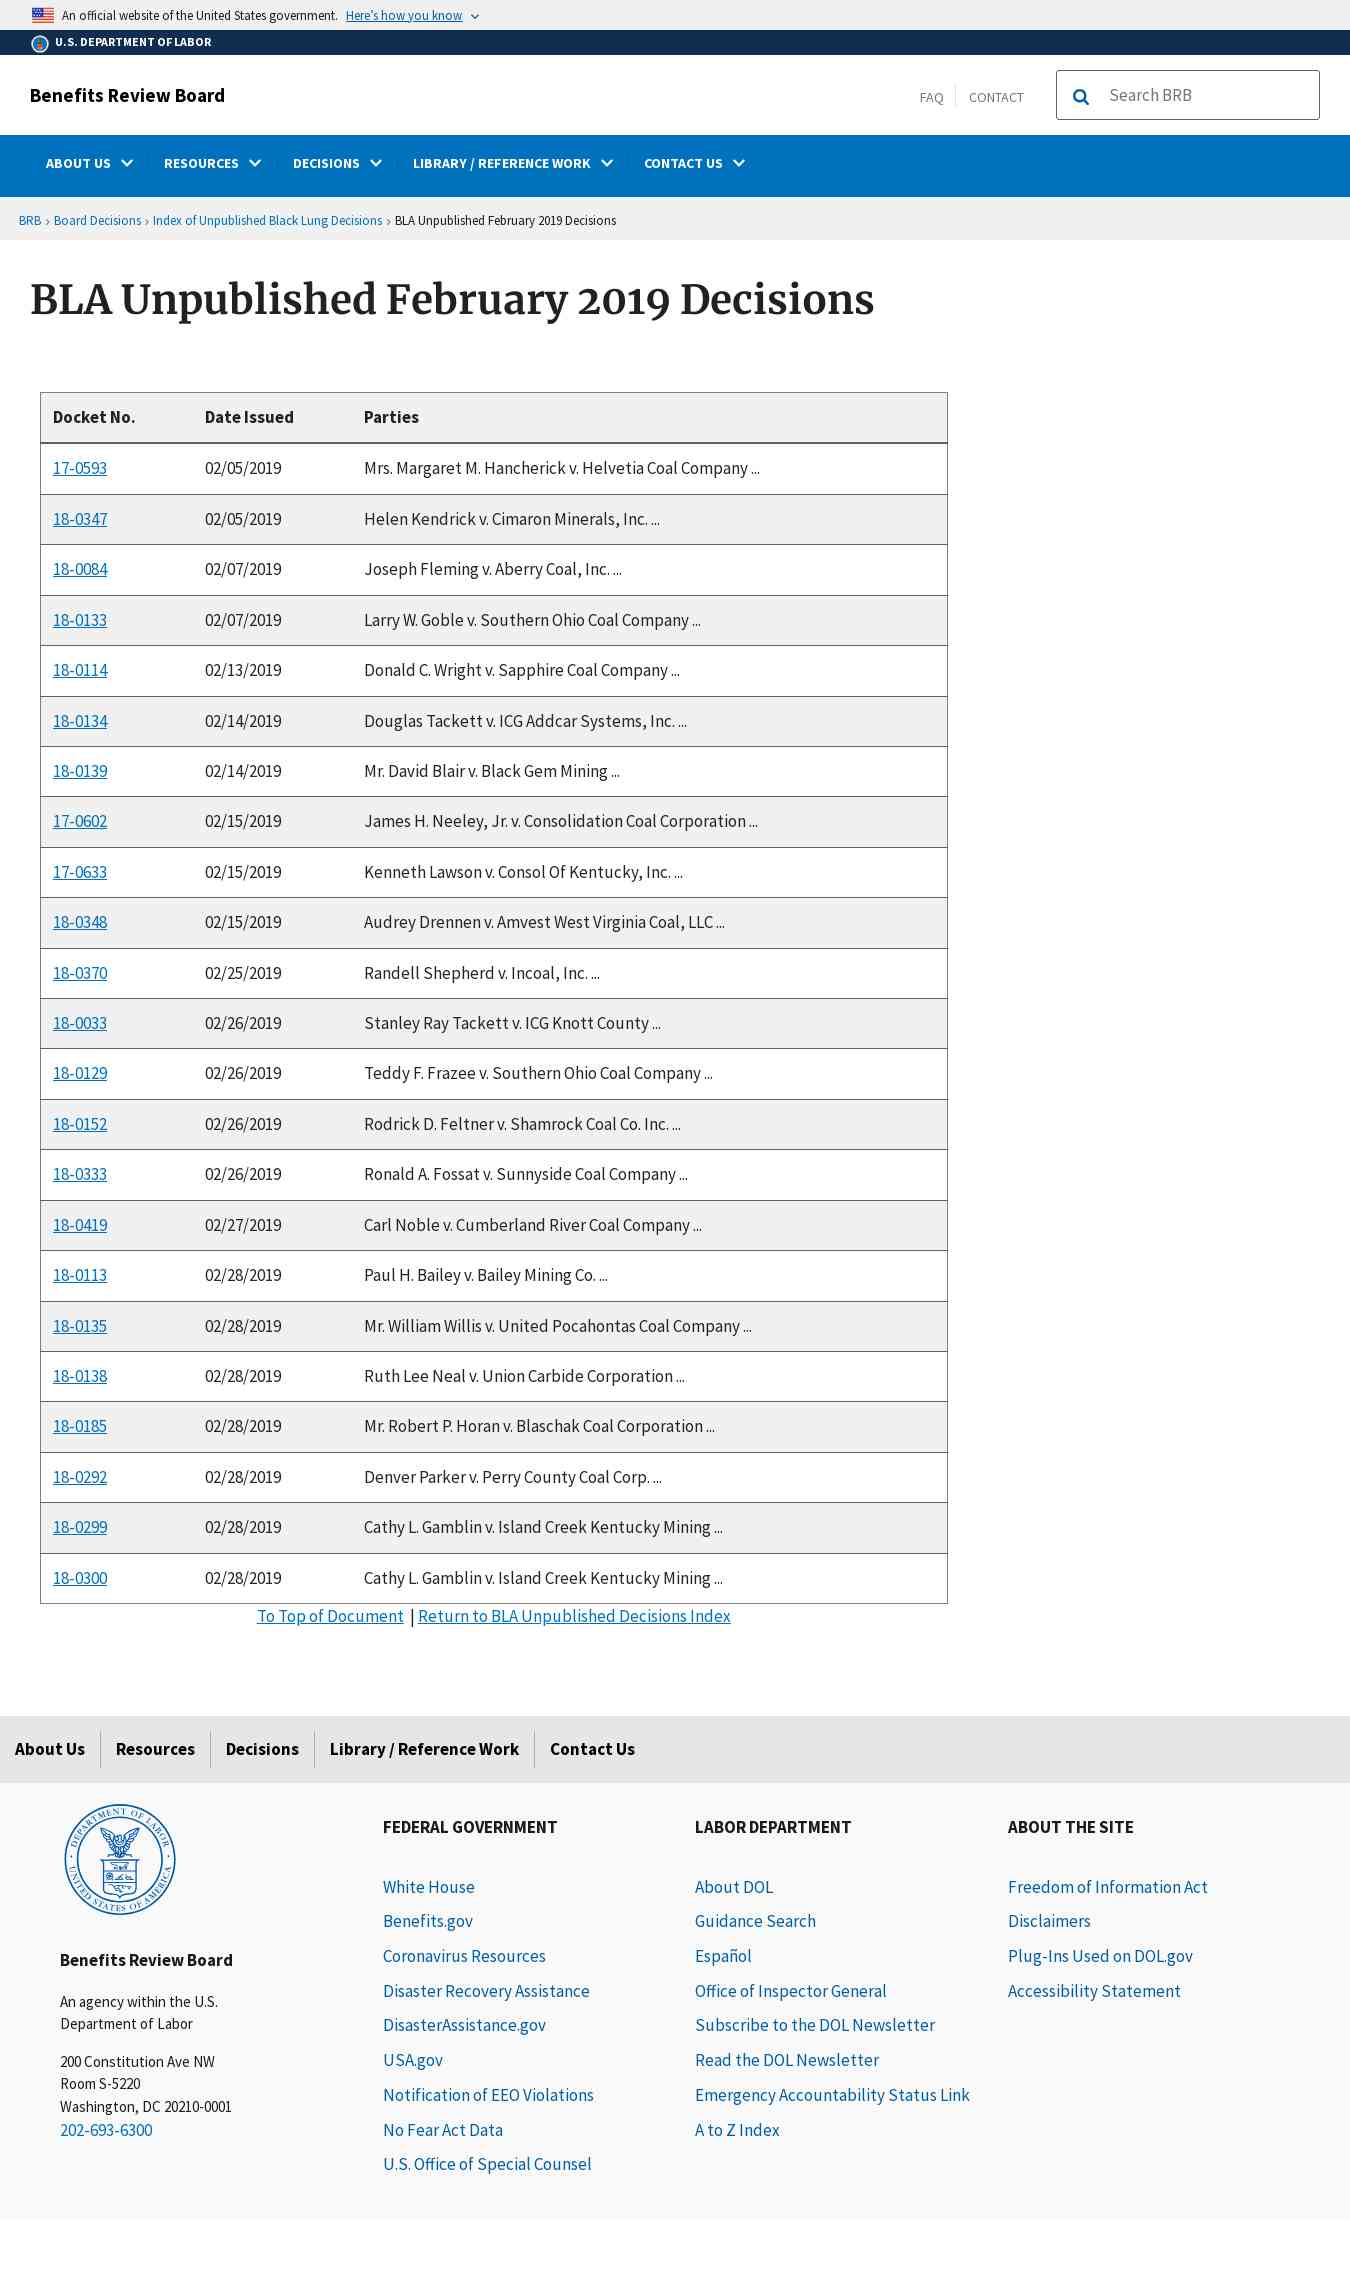 An official website of the United States government. Here's how you know
U.S. DEPARTMENT OF LABOR
Benefits Review Board
FAQ CONTACT Search BRB
ABOUT US RESOURCES DECISIONS LIBRARY / REFERENCE WORK CONTACT US
BRB › Board Decisions › Index of Unpublished Black Lung Decisions › BLA Unpublished February 2019 Decisions
BLA Unpublished February 2019 Decisions
Docket No. Date Issued Parties
17-0593 02/05/2019 Mrs. Margaret M. Hancherick v. Helvetia Coal Company ...
18-0347 02/05/2019 Helen Kendrick v. Cimaron Minerals, Inc. ...
18-0084 02/07/2019 Joseph Fleming v. Aberry Coal, Inc. ...
18-0133 02/07/2019 Larry W. Goble v. Southern Ohio Coal Company ...
18-0114 02/13/2019 Donald C. Wright v. Sapphire Coal Company ...
18-0134 02/14/2019 Douglas Tackett v. ICG Addcar Systems, Inc. ...
18-0139 02/14/2019 Mr. David Blair v. Black Gem Mining ...
17-0602 02/15/2019 James H. Neeley, Jr. v. Consolidation Coal Corporation ...
17-0633 02/15/2019 Kenneth Lawson v. Consol Of Kentucky, Inc. ...
18-0348 02/15/2019 Audrey Drennen v. Amvest West Virginia Coal, LLC ...
18-0370 02/25/2019 Randell Shepherd v. Incoal, Inc. ...
18-0033 02/26/2019 Stanley Ray Tackett v. ICG Knott County ...
18-0129 02/26/2019 Teddy F. Frazee v. Southern Ohio Coal Company ...
18-0152 02/26/2019 Rodrick D. Feltner v. Shamrock Coal Co. Inc. ...
18-0333 02/26/2019 Ronald A. Fossat v. Sunnyside Coal Company ...
18-0419 02/27/2019 Carl Noble v. Cumberland River Coal Company ...
18-0113 02/28/2019 Paul H. Bailey v. Bailey Mining Co. ...
18-0135 02/28/2019 Mr. William Willis v. United Pocahontas Coal Company ...
18-0138 02/28/2019 Ruth Lee Neal v. Union Carbide Corporation ...
18-0185 02/28/2019 Mr. Robert P. Horan v. Blaschak Coal Corporation ...
18-0292 02/28/2019 Denver Parker v. Perry County Coal Corp. ...
18-0299 02/28/2019 Cathy L. Gamblin v. Island Creek Kentucky Mining ...
18-0300 02/28/2019 Cathy L. Gamblin v. Island Creek Kentucky Mining ...
To Top of Document | Return to BLA Unpublished Decisions Index
About Us Resources Decisions Library / Reference Work Contact Us
DEPARTMENT OF LABOR
UNITED STATES OF AMERICA
Benefits Review Board
An agency within the U.S.
Department of Labor
200 Constitution Ave NW
Room S-5220
Washington, DC 20210-0001
202-693-6300
FEDERAL GOVERNMENT
White House
Benefits.gov
Coronavirus Resources
Disaster Recovery Assistance
DisasterAssistance.gov
USA.gov
Notification of EEO Violations
No Fear Act Data
U.S. Office of Special Counsel
LABOR DEPARTMENT
About DOL
Guidance Search
Español
Office of Inspector General
Subscribe to the DOL Newsletter
Read the DOL Newsletter
Emergency Accountability Status Link
A to Z Index
ABOUT THE SITE
Freedom of Information Act
Disclaimers
Plug-Ins Used on DOL.gov
Accessibility Statement